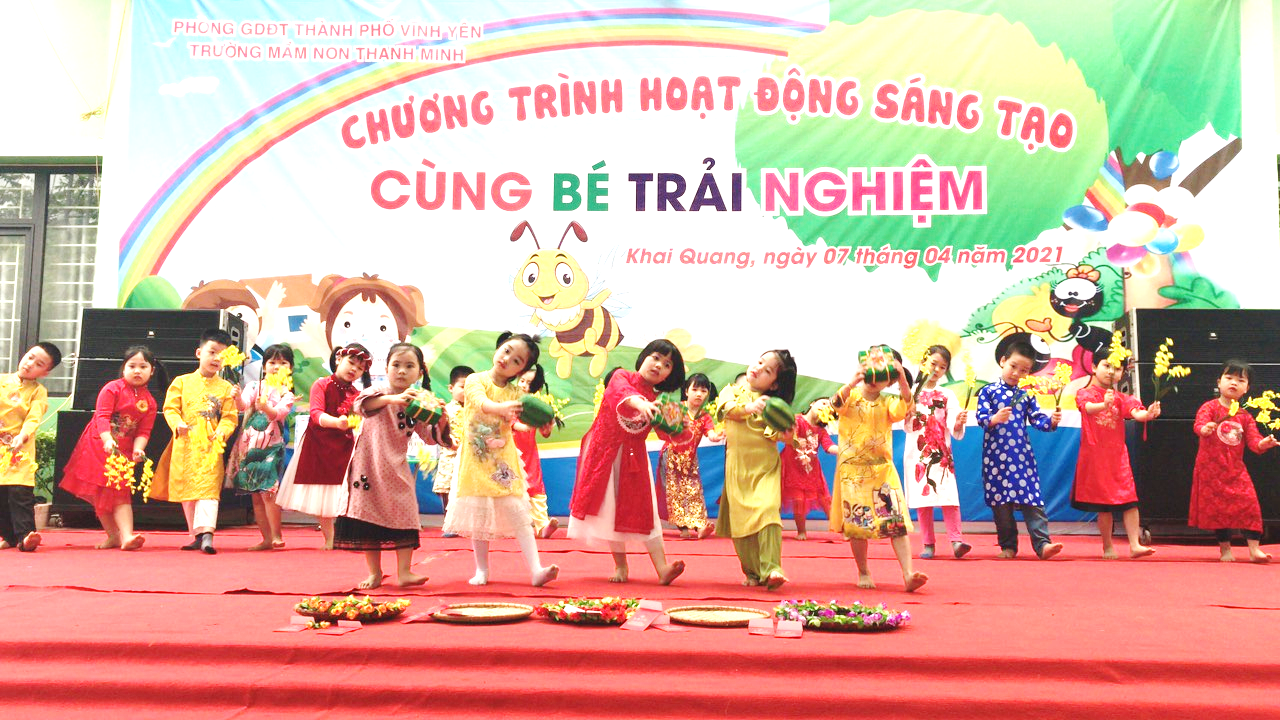 PHÒNG GDĐT THÀNH PHỐ VĨNH YÊN
TRƯỜNG MẦM NON THANH MINH
CHƯƠNG TRÌNH HOẠT ĐỘNG SÁNG TẠO
CÙNG BÉ TRẢI NGHIỆM
Khai Quang, ngày 07 tháng 04 năm 2021